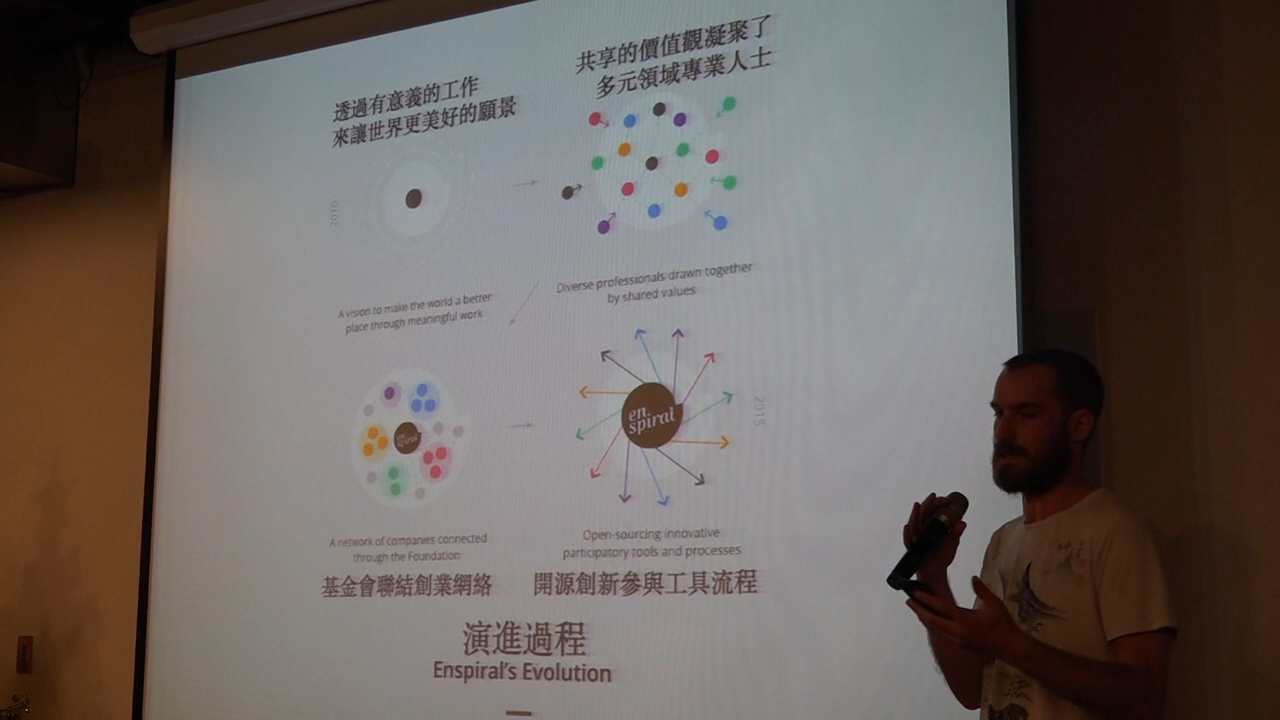 透過有意義的工作
來讓世界更美好的願景
共享的價值觀凝聚了
多元領域專業人士
2010
A vision to make the world a better
place through meaningful work
Diverse professionals drawn together
by shared values
en.
spiral
en.
spiral
2015
A network of companies connected
through the Foundation
基金會聯結創業網絡
Open-sourcing innovative
participatory tools and processes
開源創新參與工具流程
演進過程
Enspiral's Evolution